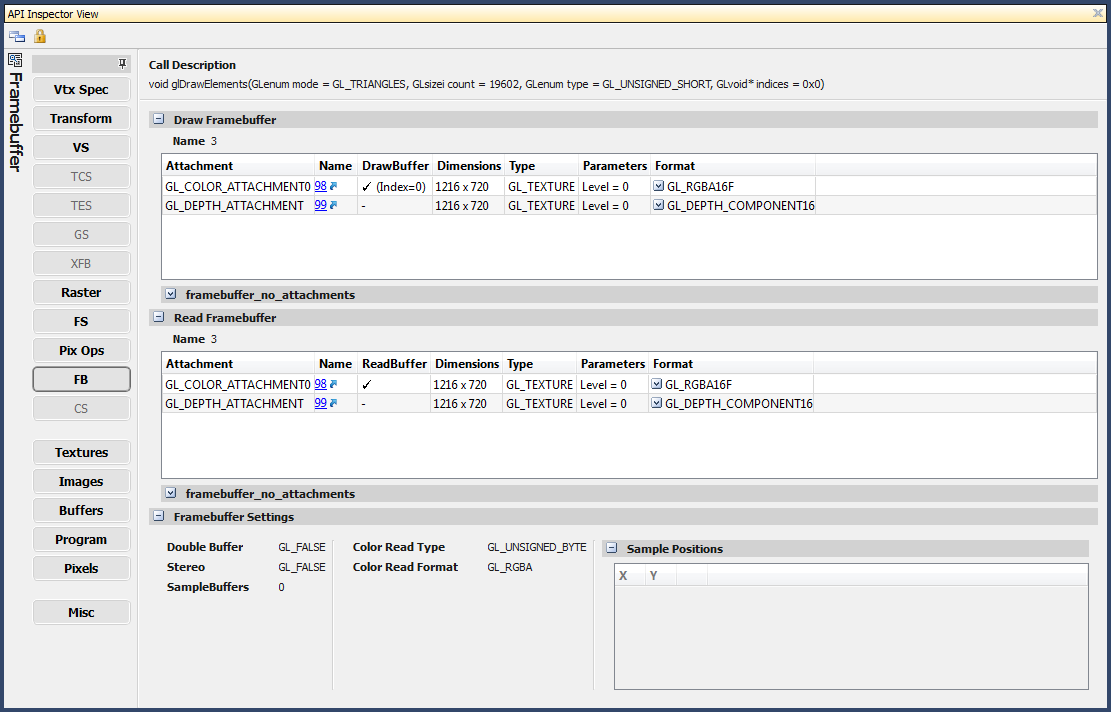 API Inspector View
Framebuffer
Vtx Spec
Transform
VS
TCS
TES
GS
XFB
Raster
FS
Pix Ops
FB
CS
Textures
Images
Buffers
Program
Pixels
Misc
Call Description
void glDrawElements(GLenum mode = GL_TRIANGLES, GLsizei count = 19602, GLenum type = GL_UNSIGNED_SHORT, GLvoid* indices = 0x0)
Draw Framebuffer
Name 3
Attachment Name DrawBuffer Dimensions Type Parameters Format
GL_COLOR_ATTACHMENT0 98 ✓ (Index=0) 1216 x 720 GL_TEXTURE Level = 0 GL_RGBA16F
GL_DEPTH_ATTACHMENT 99 - 1216 x 720 GL_TEXTURE Level = 0 GL_DEPTH_COMPONENT16
framebuffer_no_attachments
Read Framebuffer
Name 3
Attachment Name ReadBuffer Dimensions Type Parameters Format
GL_COLOR_ATTACHMENT0 98 ✓ 1216 x 720 GL_TEXTURE Level = 0 GL_RGBA16F
GL_DEPTH_ATTACHMENT 99 - 1216 x 720 GL_TEXTURE Level = 0 GL_DEPTH_COMPONENT16
framebuffer_no_attachments
Framebuffer Settings
Double Buffer GL_FALSE
Stereo GL_FALSE
SampleBuffers 0
Color Read Type GL_UNSIGNED_BYTE
Color Read Format GL_RGBA
Sample Positions
X Y